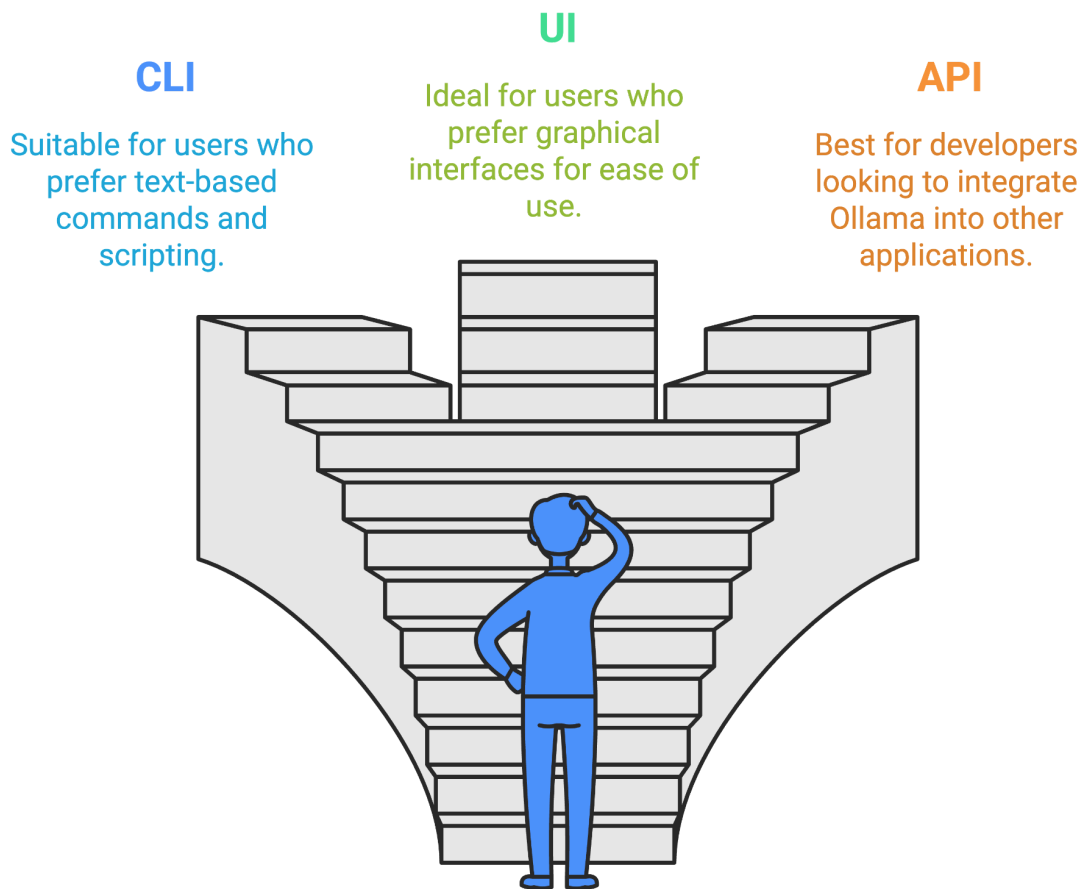 CLI
Suitable for users who
prefer text-based
commands and
scripting.
UI
Ideal for users who
prefer graphical
interfaces for ease of
use.
API
Best for developers
looking to integrate
Ollama into other
applications.